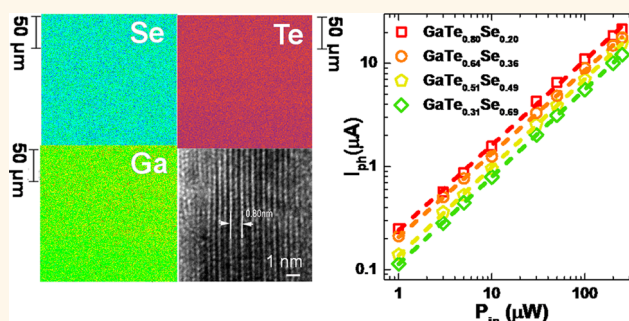 50 μm
Se
Te
50 μm
50 μm
Ga
0.80nm
1 nm
GaTe0.80Se0.20
GaTe0.64Se0.36
GaTe0.51Se0.49
GaTe0.31Se0.69
Iph(μA)
10
1
0.1
1
10
100
Pin (μW)